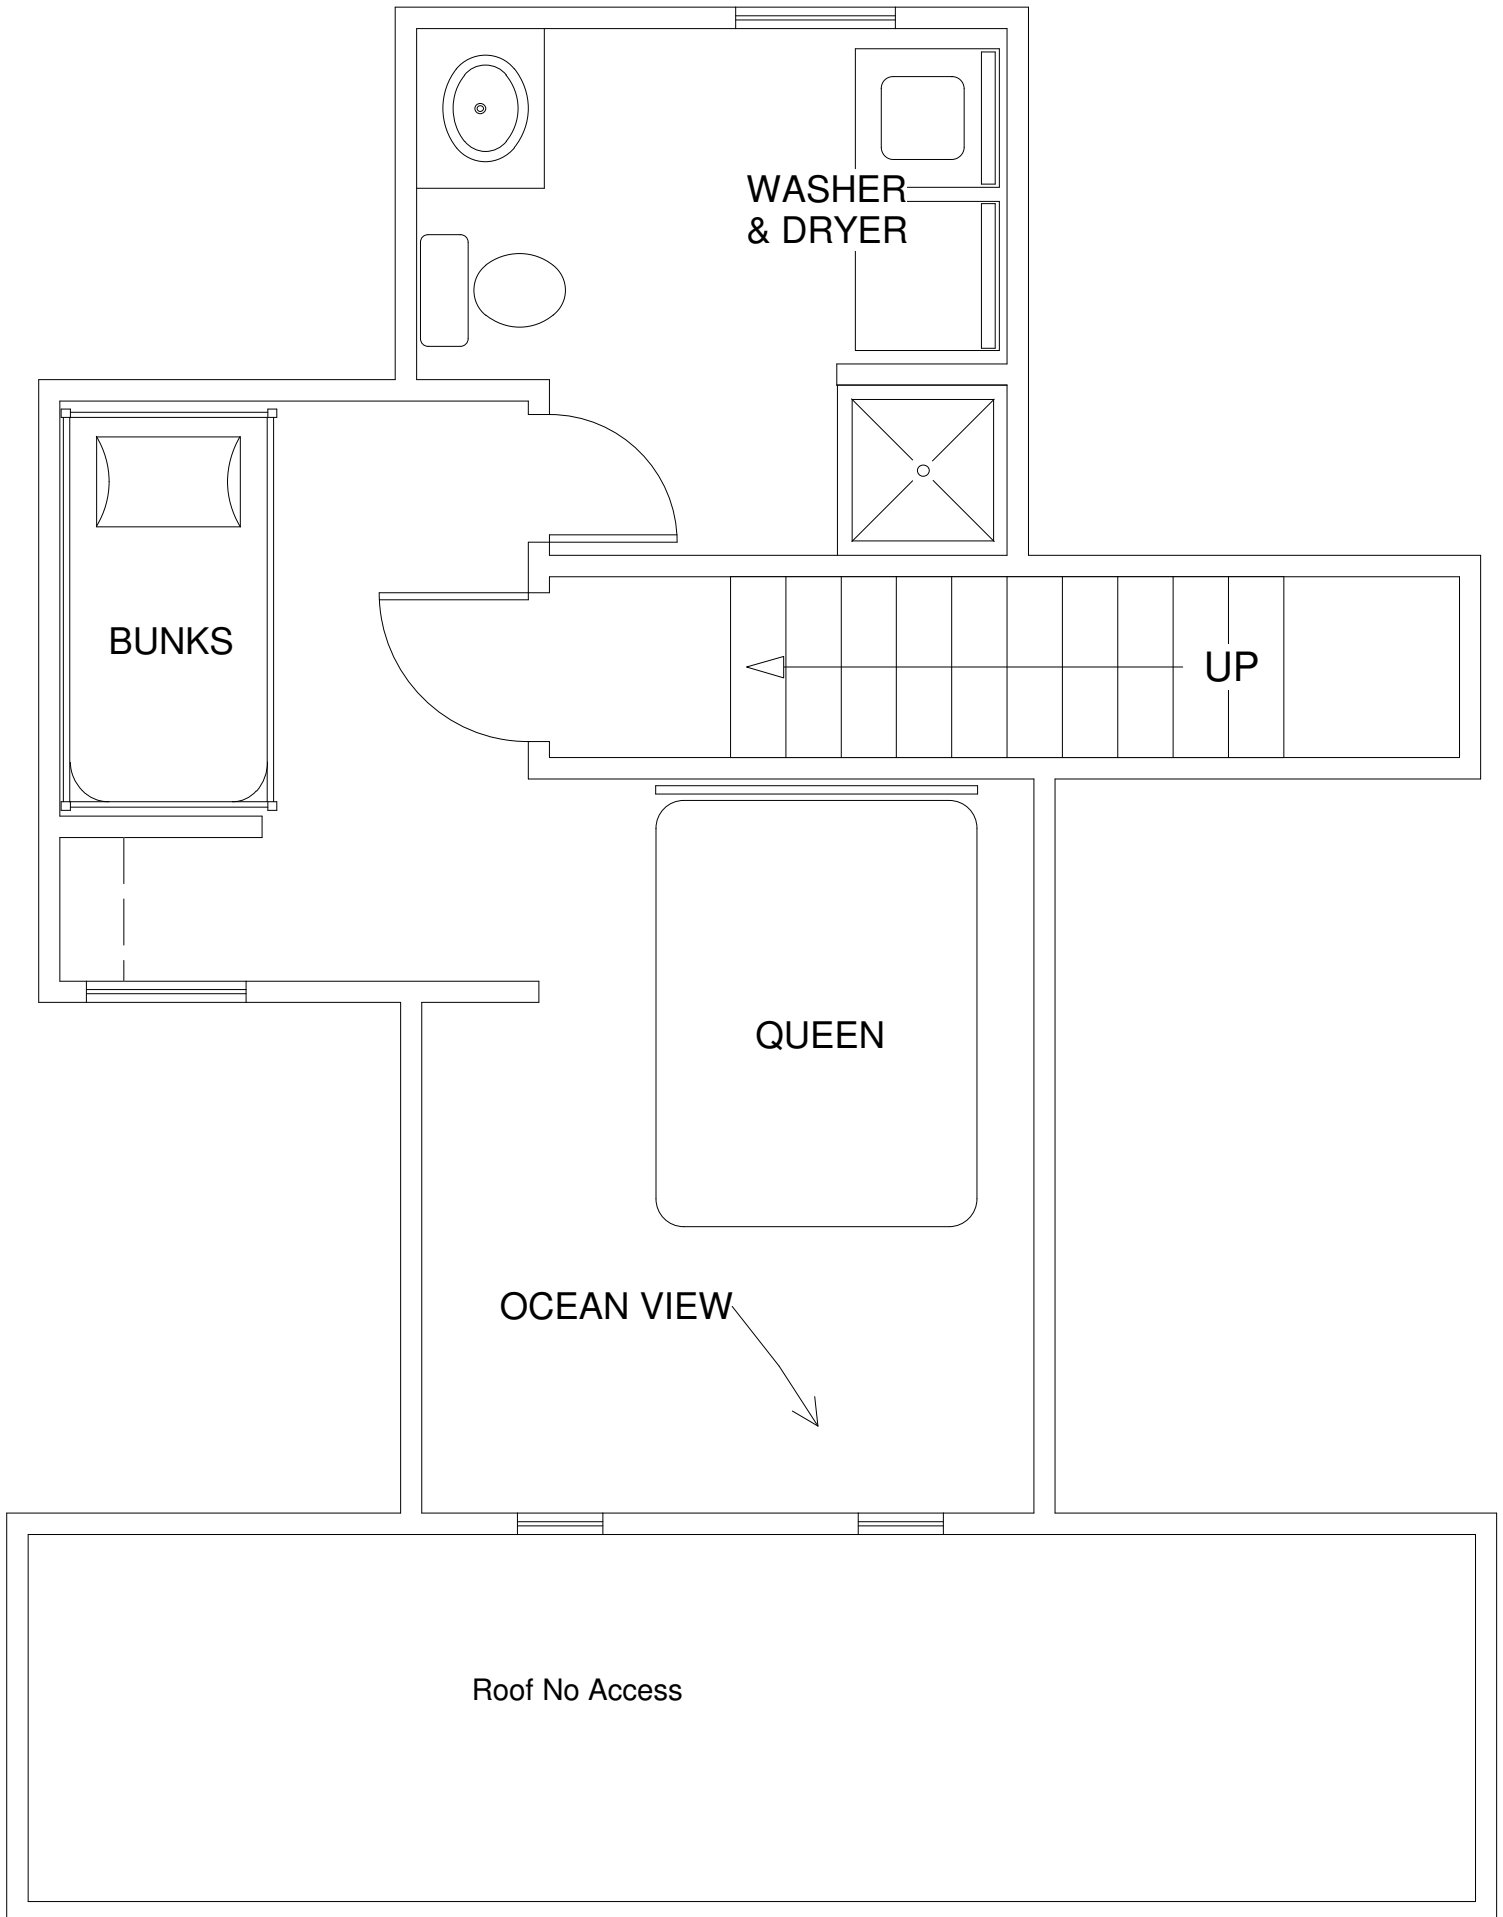 WASHER
& DRYER
BUNKS
UP
QUEEN
OCEAN VIEW
Roof No Access